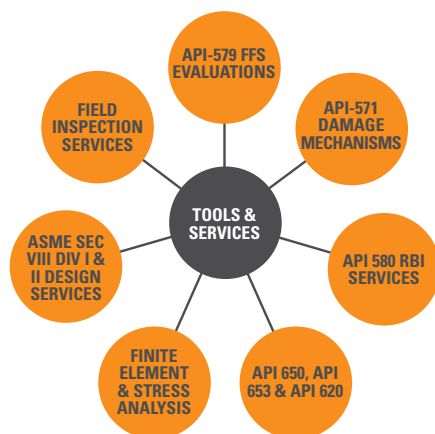 API-579 FFS
EVALUATIONS
API-571
DAMAGE
MECHANISMS
API 580 RBI
SERVICES
API 650, API
653 & API 620
FINITE
ELEMENT
& STRESS
ANALYSIS
ASME SEC
VIII DIV I &
II DESIGN
SERVICES
FIELD
INSPECTION
SERVICES
TOOLS &
SERVICES